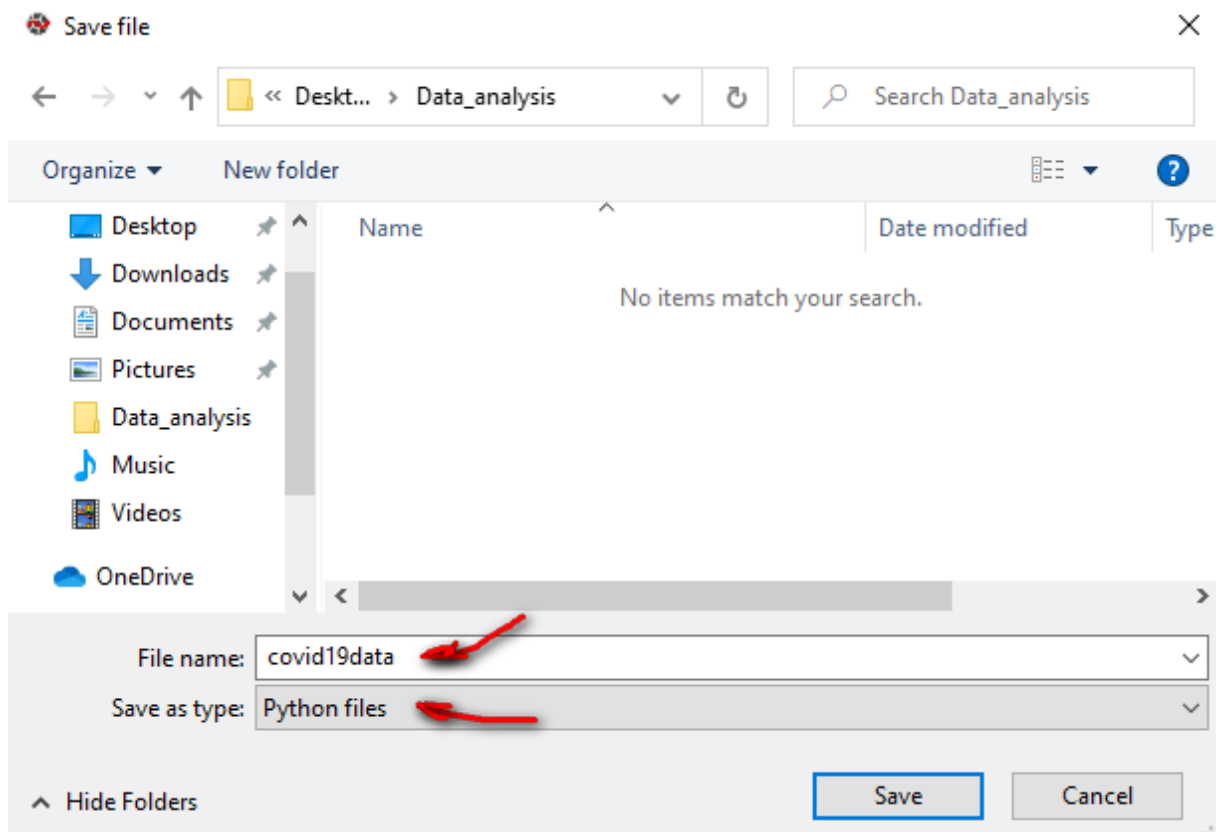 Save file
« Deskt... › Data_analysis
Search Data_analysis
Organize
New folder
Desktop
Downloads
Documents
Pictures
Data_analysis
Music
Videos
OneDrive
Name
Date modified
Type
No items match your search.
File name: covid19data
Save as type: Python files
Hide Folders
Save
Cancel